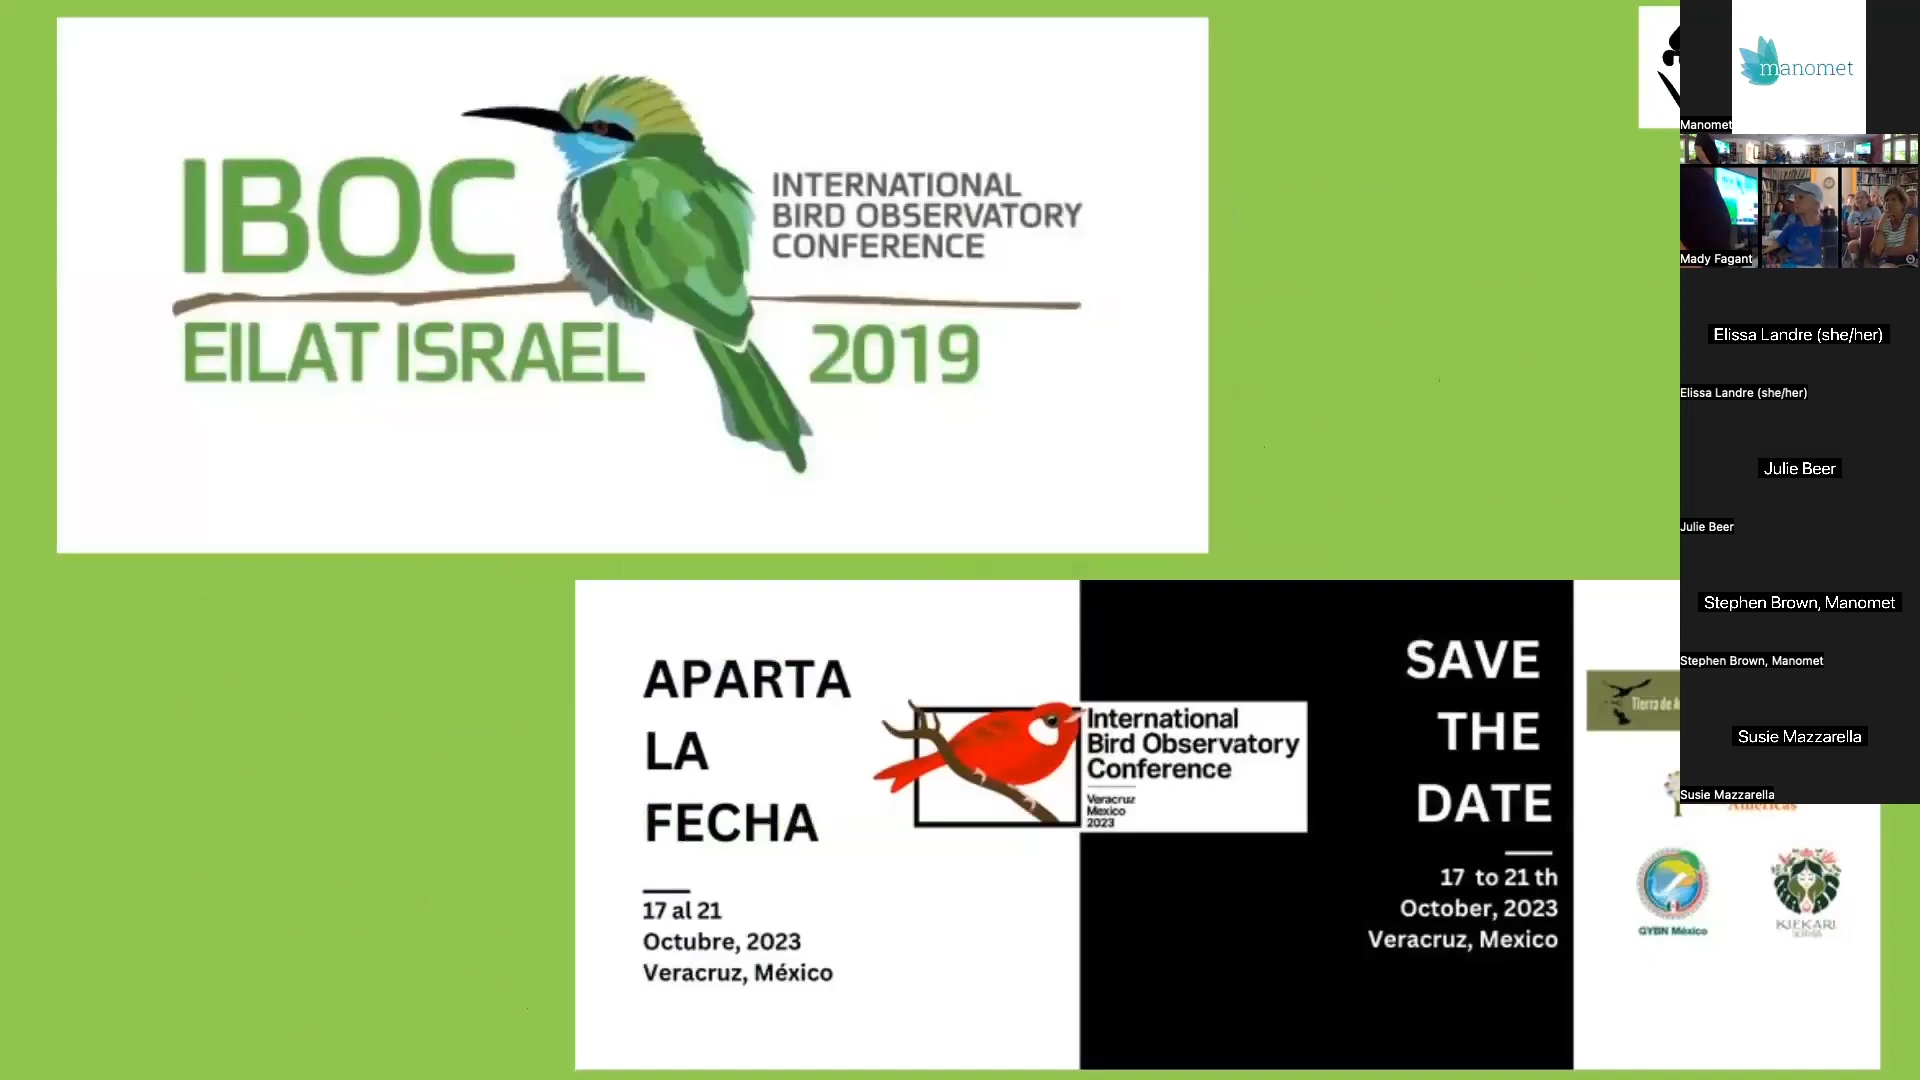 IBOC
INTERNATIONAL
BIRD OBSERVATORY
CONFERENCE
EILAT ISRAEL 2019
APARTA
LA
FECHA
17 al 21
Octubre, 2023
Veracruz, México
International
Bird Observatory
Conference
Veracruz
Mexico
2023
SAVE
THE
DATE
17 to 21 th
October, 2023
Veracruz, Mexico
Tierra de
Américas
GYBN México
KIEKARI
manomet
Manomet
Mady Fagant
Elissa Landre (she/her)
Elissa Landre (she/her)
Julie Beer
Julie Beer
Stephen Brown, Manomet
Stephen Brown, Manomet
Susie Mazzarella
Susie Mazzarella